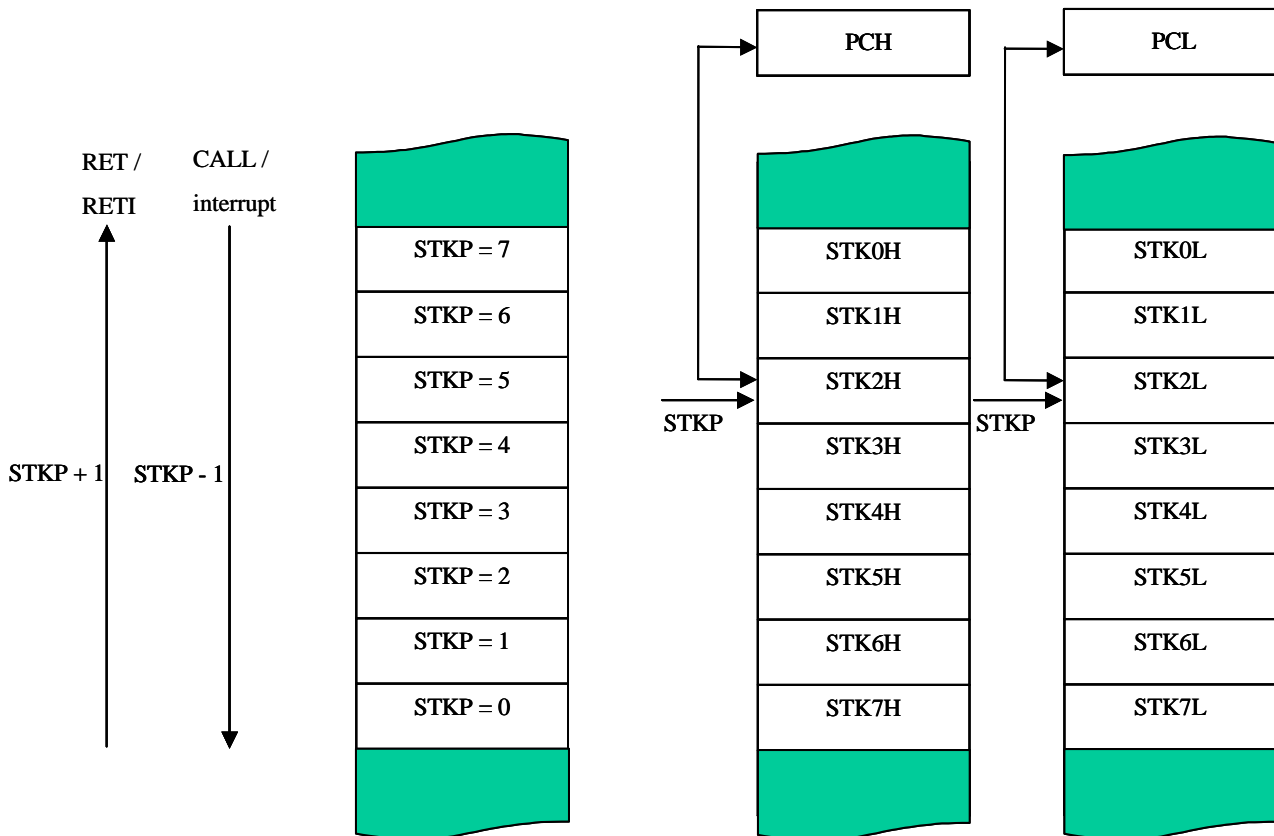 PCH
PCL
RET /
RETI
CALL /
interrupt
STKP + 1
STKP - 1
STKP = 7
STKP = 6
STKP = 5
STKP = 4
STKP = 3
STKP = 2
STKP = 1
STKP = 0
STKP
STK0H
STK1H
STK2H
STK3H
STK4H
STK5H
STK6H
STK7H
STKP
STK0L
STK1L
STK2L
STK3L
STK4L
STK5L
STK6L
STK7L